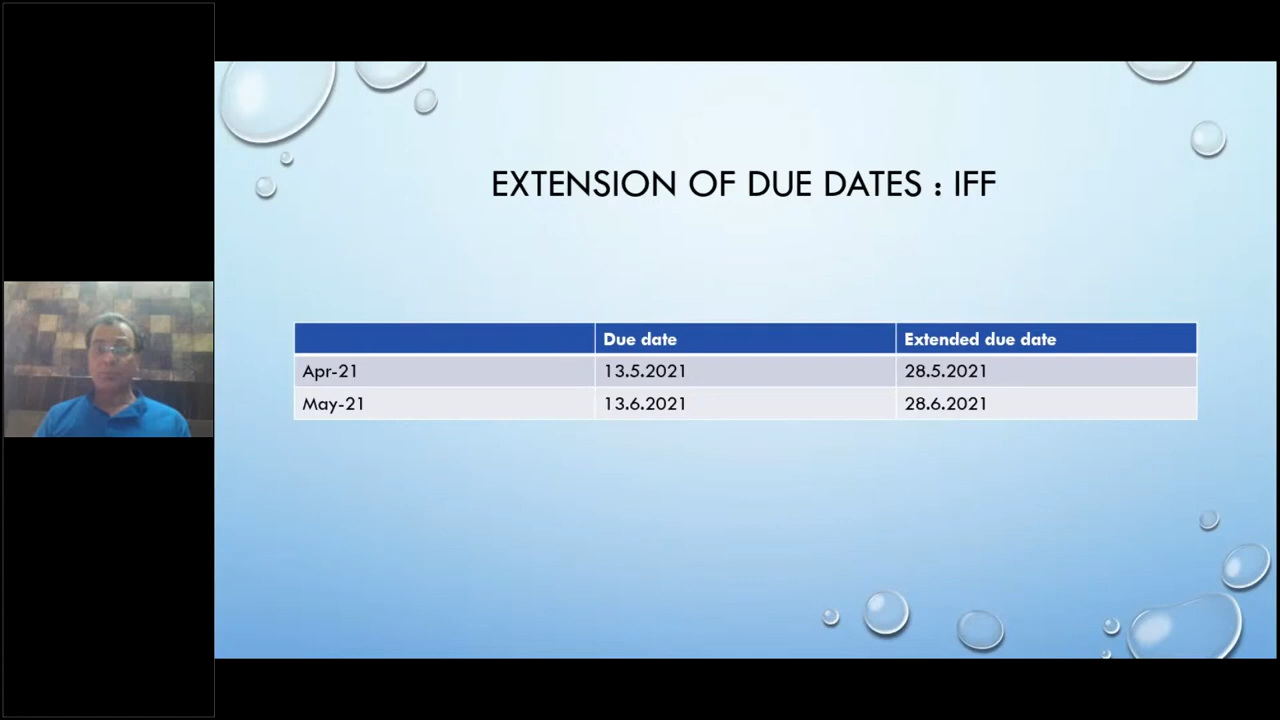 EXTENSION OF DUE DATES : IFF
Due date Extended due date
Apr-21 13.5.2021 28.5.2021
May-21 13.6.2021 28.6.2021